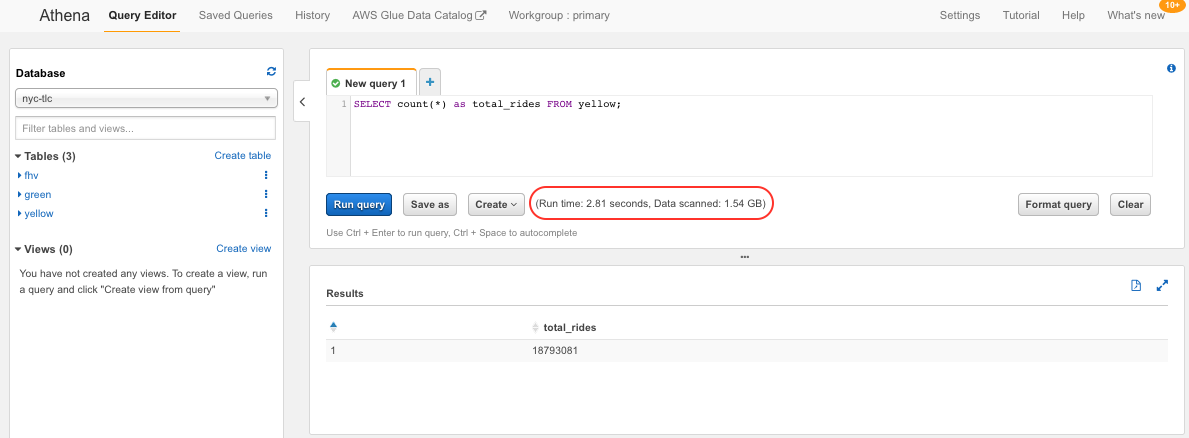 Athena Query Editor Saved Queries History AWS Glue Data Catalog Workgroup : primary Settings Tutorial Help What's new 10+
Database
nyc-tlc
Filter tables and views...
Tables (3) Create table
fhv
green
yellow
Views (0) Create view
You have not created any views. To create a view, run
a query and click "Create view from query"
New query 1
1 SELECT count(*) as total_rides FROM yellow;
Run query Save as Create (Run time: 2.81 seconds, Data scanned: 1.54 GB) Format query Clear
Use Ctrl + Enter to run query, Ctrl + Space to autocomplete
Results
total_rides
1 18793081